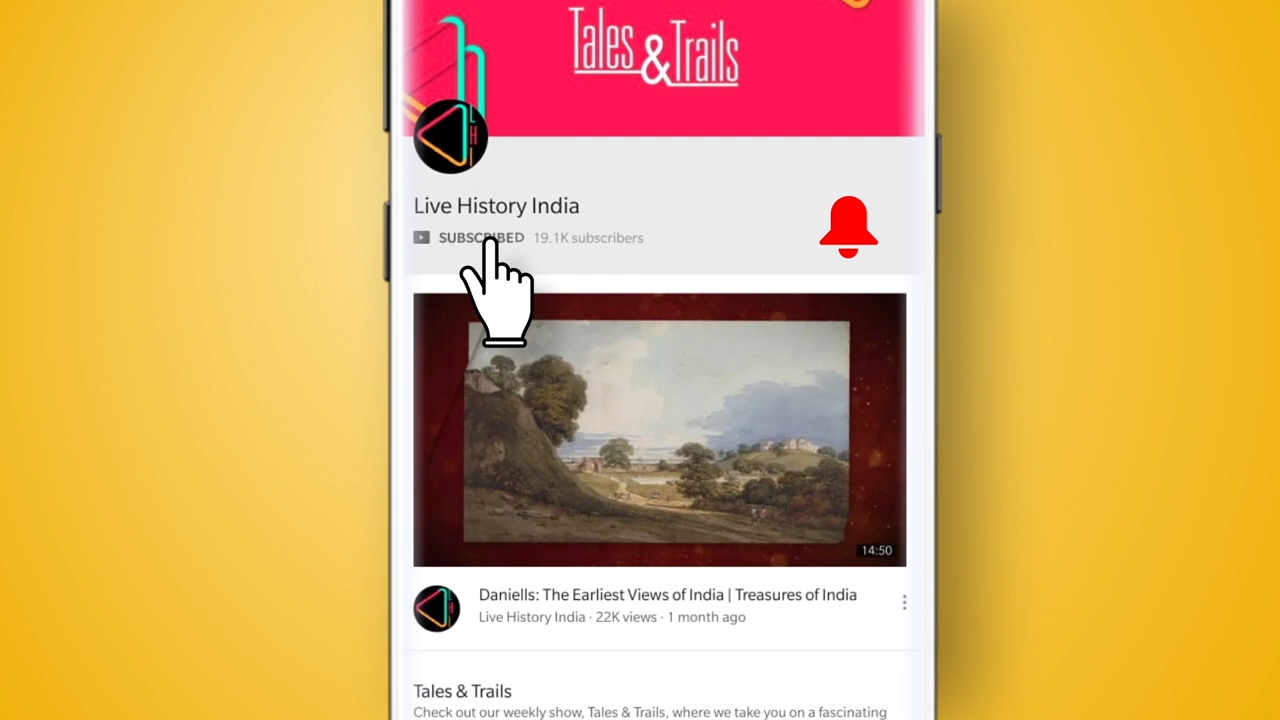 Tales & Trails
LHI
Live History India
SUBSCRIBED 19.1K subscribers
14:50
Daniells: The Earliest Views of India | Treasures of India
LHI
Live History India · 22K views · 1 month ago
Tales & Trails
Check out our weekly show, Tales & Trails, where we take you on a fascinating